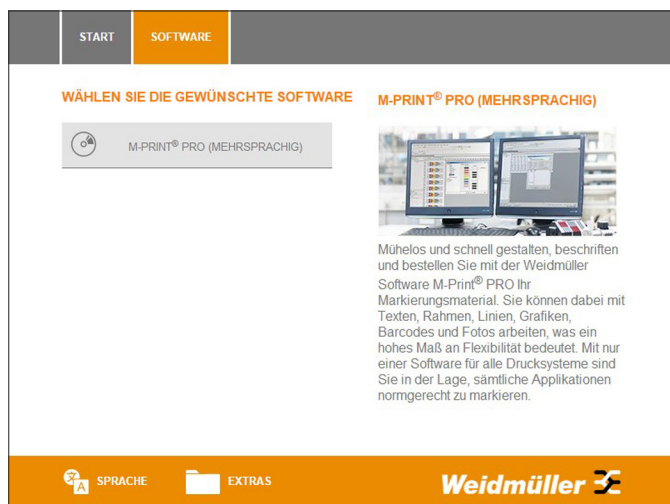 START
SOFTWARE
WÄHLEN SIE DIE GEWÜNSCHTE SOFTWARE
M-PRINT® PRO (MEHRSPRACHIG)
M-PRINT® PRO (MEHRSPRACHIG)
Mühelos und schnell gestalten, beschriften
und bestellen Sie mit der Weidmüller
Software M-Print® PRO Ihr
Markierungsmaterial. Sie können dabei mit
Texten, Rahmen, Linien, Grafiken,
Barcodes und Fotos arbeiten, was ein
hohes Maß an Flexibilität bedeutet. Mit nur
einer Software für alle Drucksysteme sind
Sie in der Lage, sämtliche Applikationen
normgerecht zu markieren.
SPRACHE
EXTRAS
Weidmüller